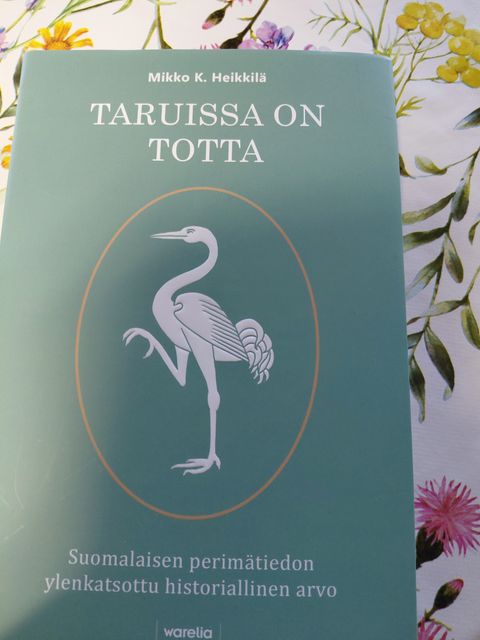 Mikko K. Heikkilä
TARUISSA ON
TOTTA
Suomalaisen perimätiedon
ylenkatsottu historiallinen arvo
warelia